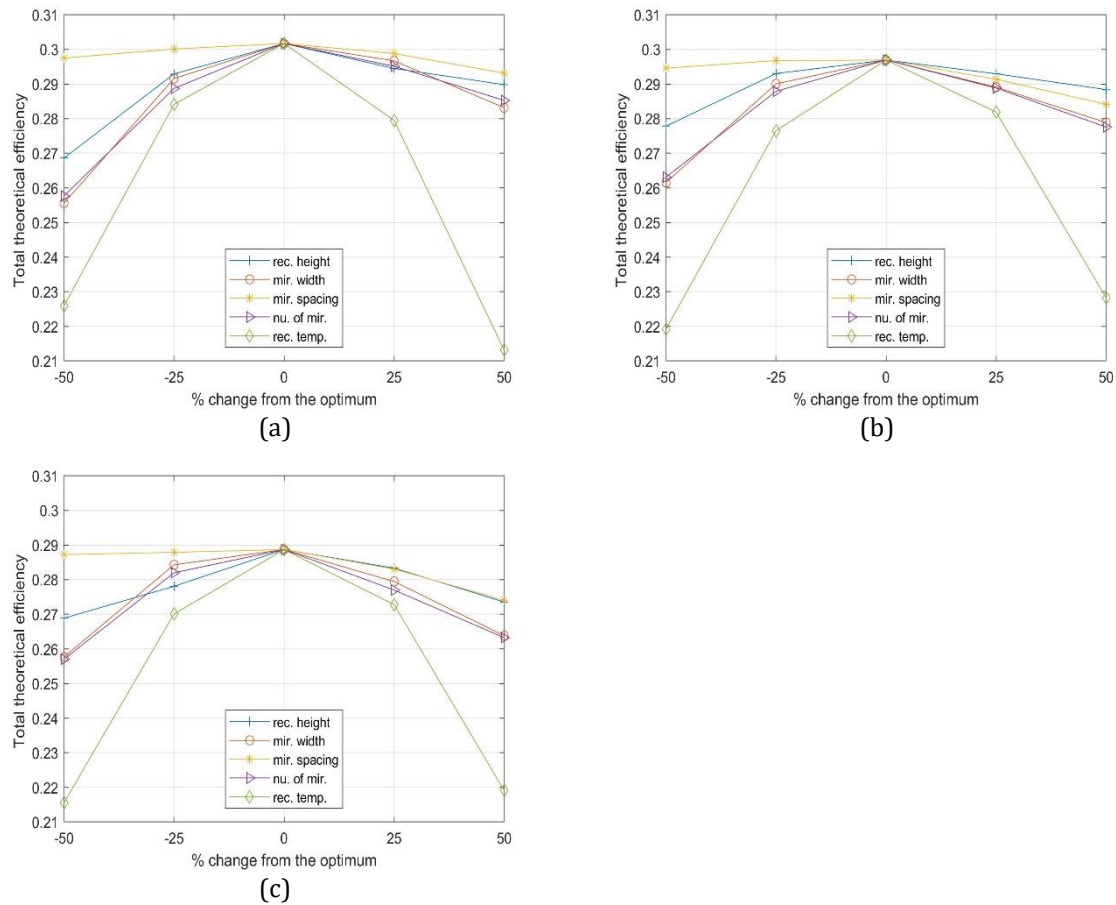 0.31
0.3
0.29
0.28
0.27
0.26
0.25
0.24
0.23
0.22
0.21
Total theoretical efficiency
rec. height
mir. width
mir. spacing
nu. of mir.
rec. temp.
-50 -25 0 25 50
% change from the optimum
(a)
0.31
0.3
0.29
0.28
0.27
0.26
0.25
0.24
0.23
0.22
0.21
Total theoretical efficiency
rec. height
mir. width
mir. spacing
nu. of mir.
rec. temp.
-50 -25 0 25 50
% change from the optimum
(b)
0.31
0.3
0.29
0.28
0.27
0.26
0.25
0.24
0.23
0.22
0.21
Total theoretical efficiency
rec. height
mir. width
mir. spacing
nu. of mir.
rec. temp.
-50 -25 0 25 50
% change from the optimum
(c)